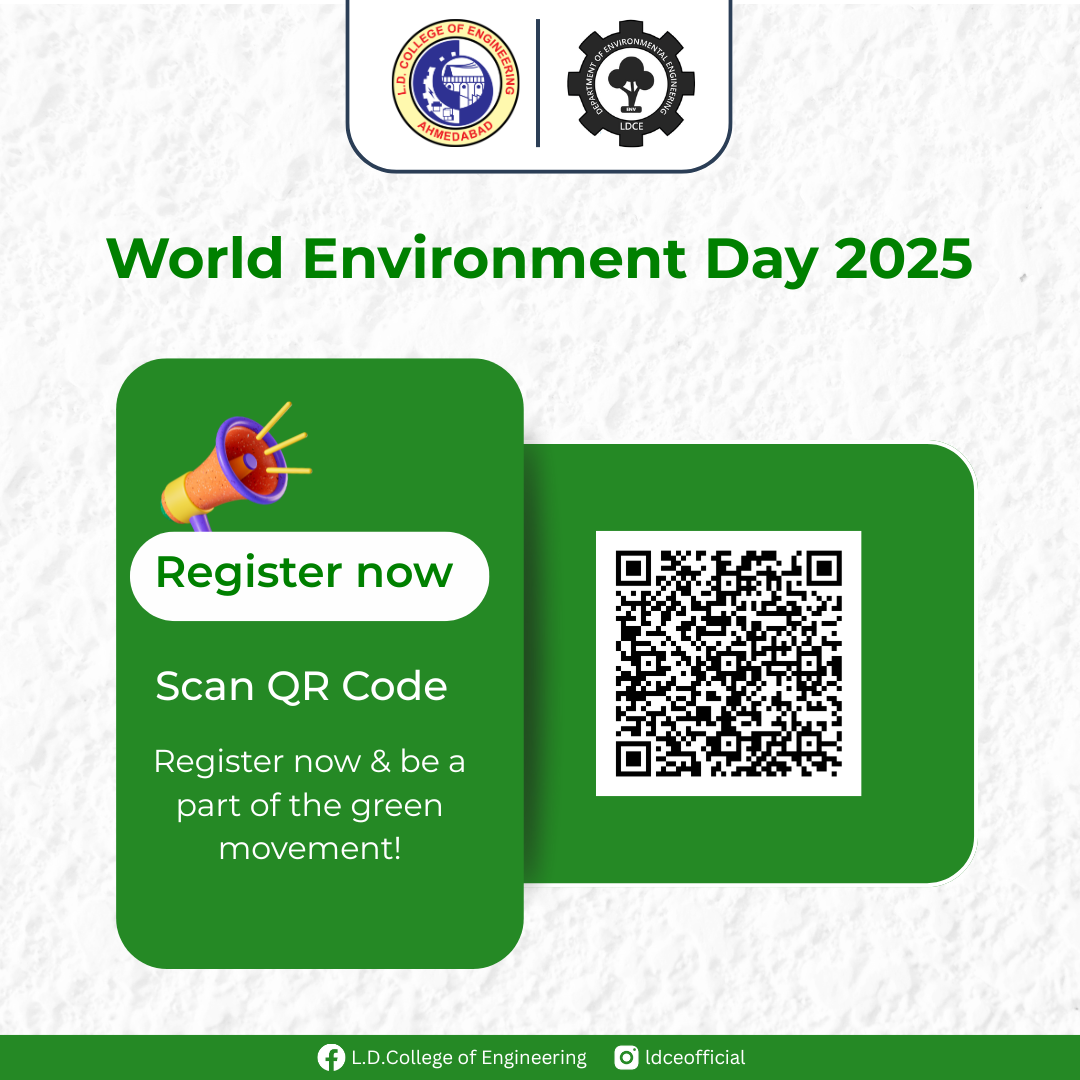 L.D. COLLEGE OF ENGINEERING
AHMEDABAD
DEPARTMENT OF ENVIRONMENTAL ENGINEERING
ENV
LDCE
World Environment Day 2025
Register now
Scan QR Code
Register now & be a
part of the green
movement!
L.D.College of Engineering
ldceofficial